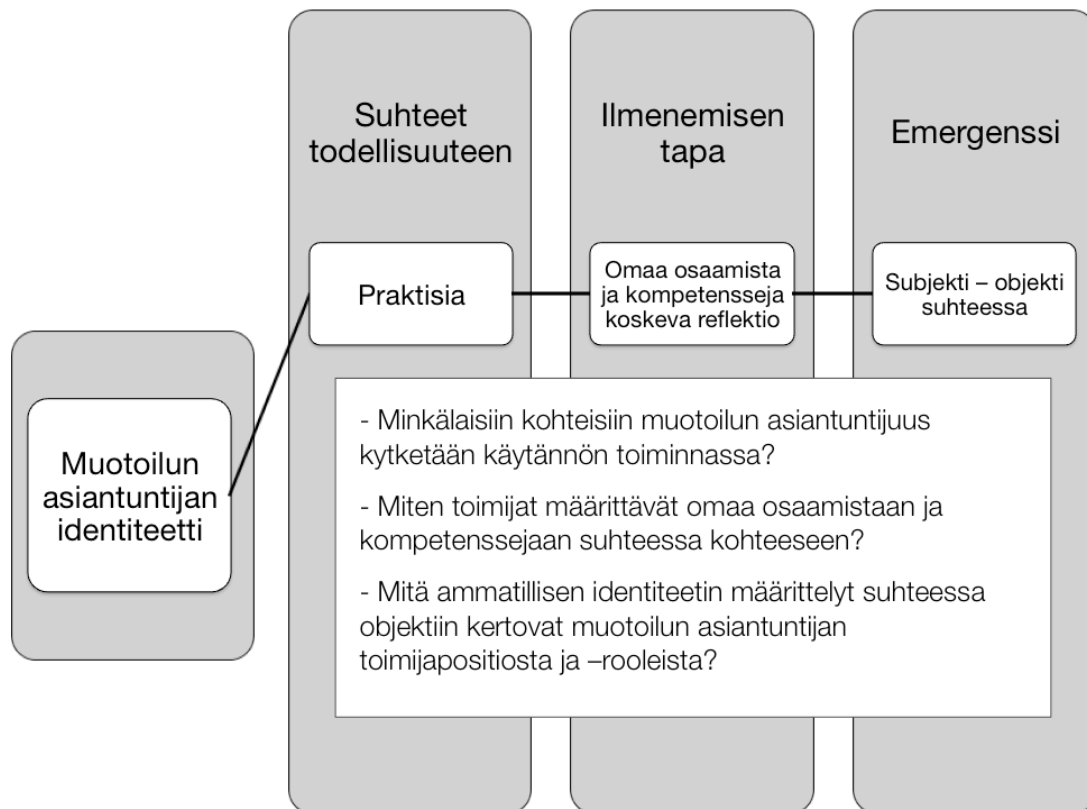 Suhteet
todellisuuteen
Ilmenemisen
tapa
Emergenssi
Praktisia
Omaa osaamista
ja kompetensseja
koskeva reflektio
Subjekti – objekti
suhteessa
Muotoilun
asiantuntijan
identiteetti
- Minkälaisiin kohteisiin muotoilun asiantuntijuus
kytketään käytännön toiminnassa?
- Miten toimijat määrittävät omaa osaamistaan ja
kompetenssejaan suhteessa kohteeseen?
- Mitä ammatillisen identiteetin määrittelyt suhteessa
objektiin kertovat muotoilun asiantuntijan
toimijapositiosta ja –rooleista?